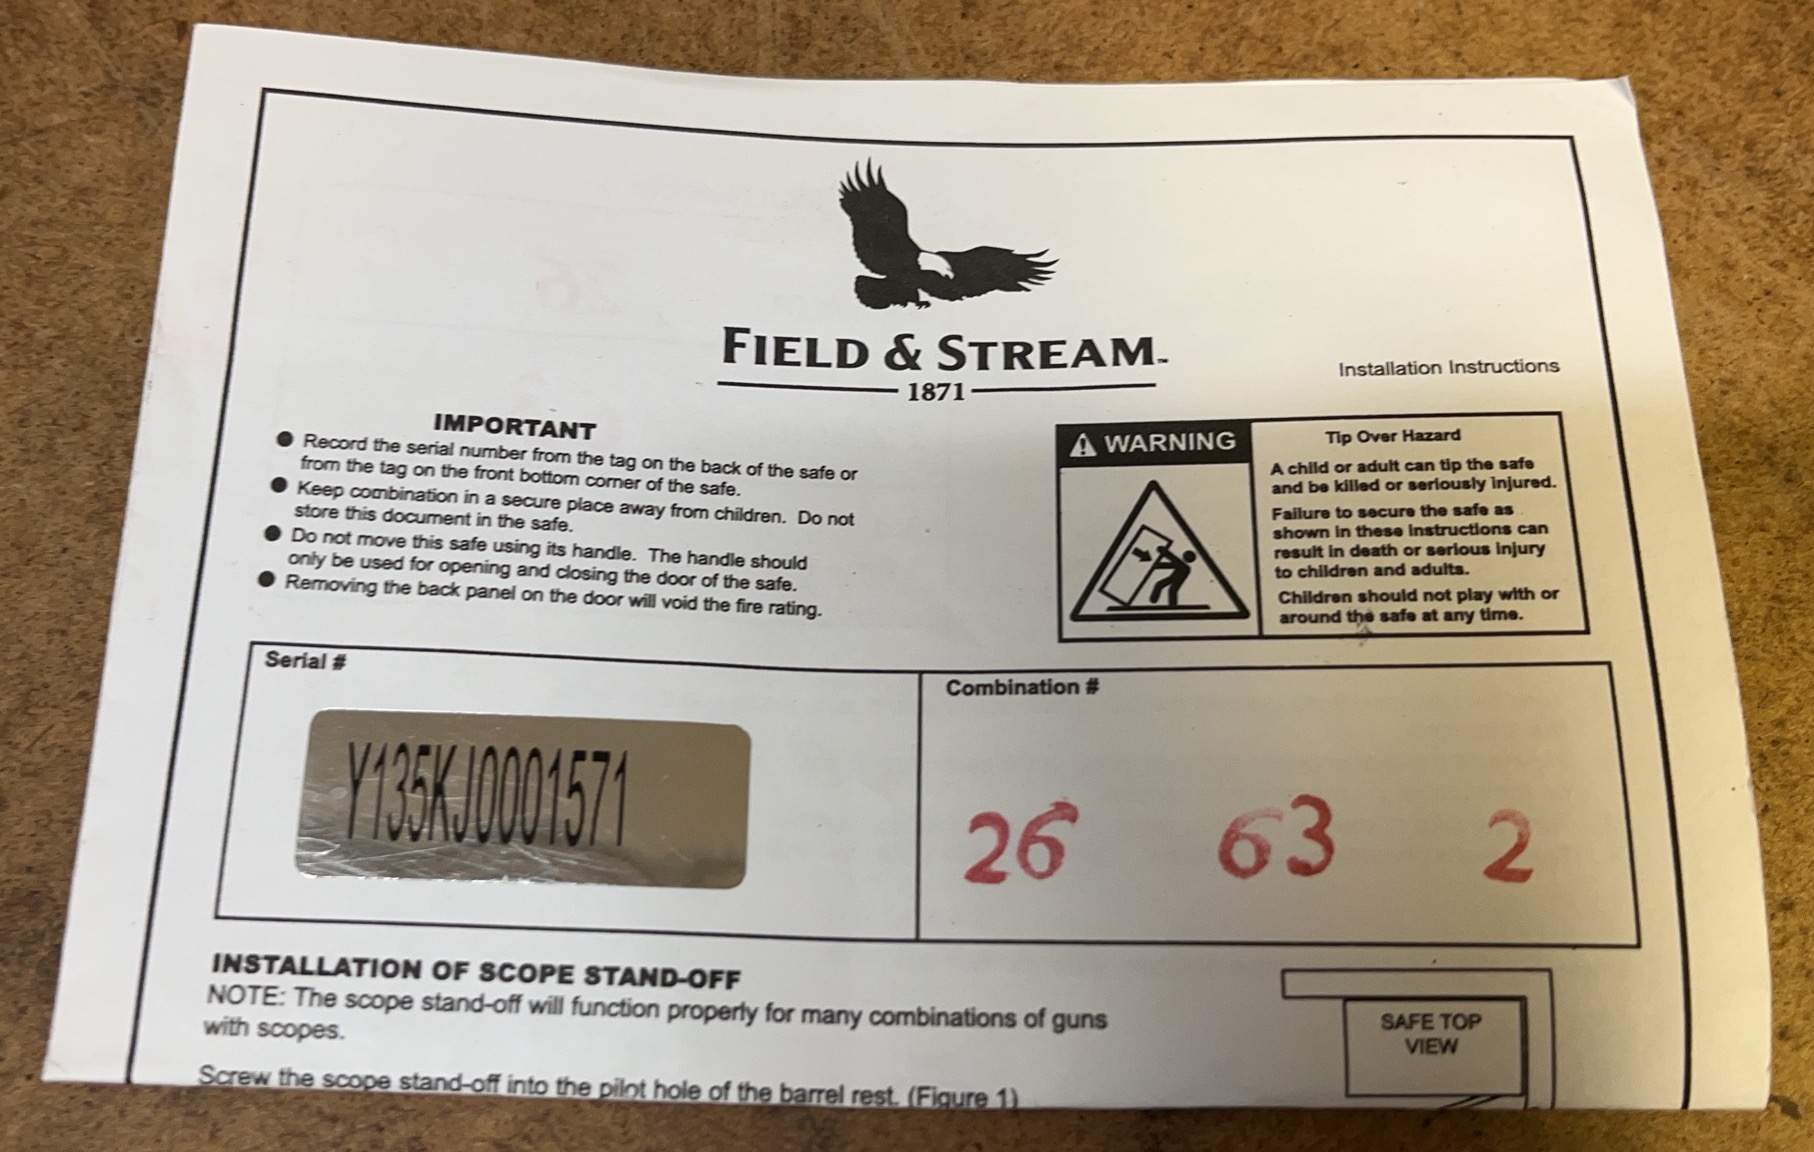 FIELD & STREAM™
1871
Installation Instructions
IMPORTANT
● Record the serial number from the tag on the back of the safe or
from the tag on the front bottom corner of the safe.
● Keep combination in a secure place away from children. Do not
store this document in the safe.
● Do not move this safe using its handle. The handle should
only be used for opening and closing the door of the safe.
● Removing the back panel on the door will void the fire rating.
WARNING
Tip Over Hazard
A child or adult can tip the safe
and be killed or seriously injured.
Failure to secure the safe as
shown in these instructions can
result in death or serious injury
to children and adults.
Children should not play with or
around the safe at any time.
Serial #
Y135KJ0001571
Combination #
26 63 2
INSTALLATION OF SCOPE STAND-OFF
NOTE: The scope stand-off will function properly for many combinations of guns
with scopes.
Screw the scope stand-off into the pilot hole of the barrel rest. (Figure 1)
SAFE TOP
VIEW